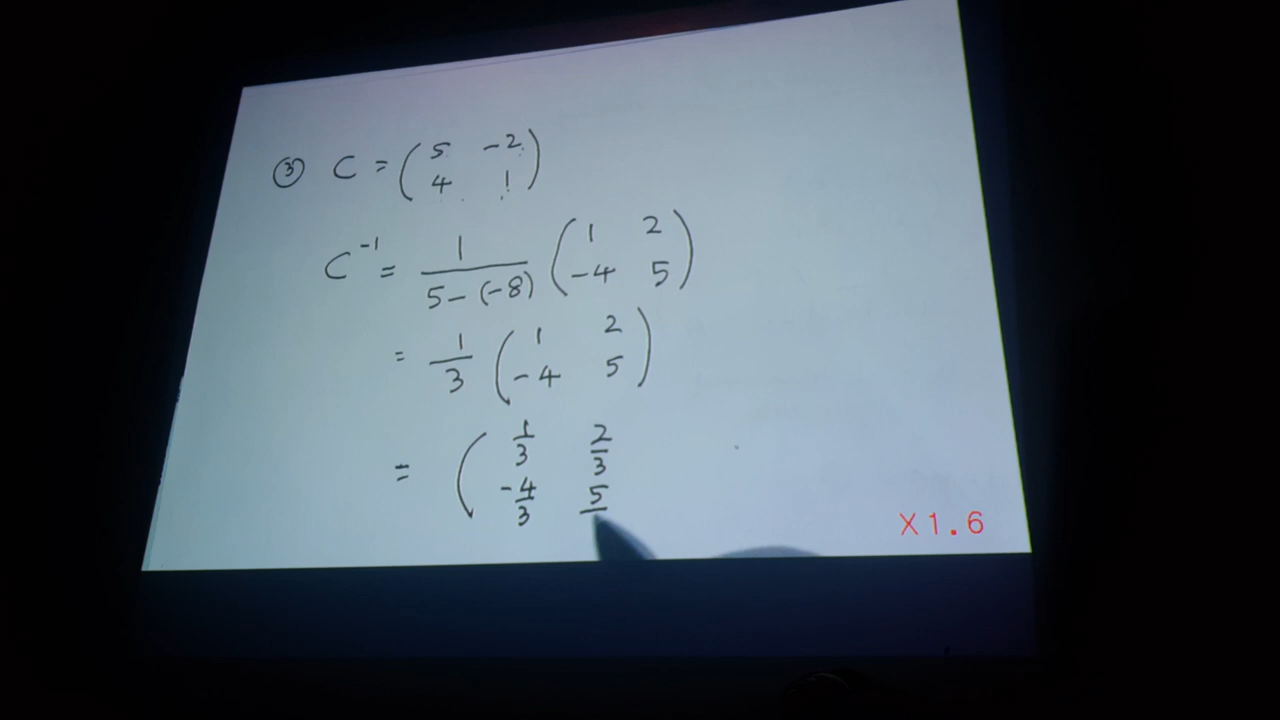 ③ C = ( 5 -2
4 1 )
C⁻¹ = 1/(5-(-8)) ( 1 2
-4 5 )
= 1/3 ( 1 2
-4 5 )
= ( 1/3 2/3
-4/3 5/
X1.6